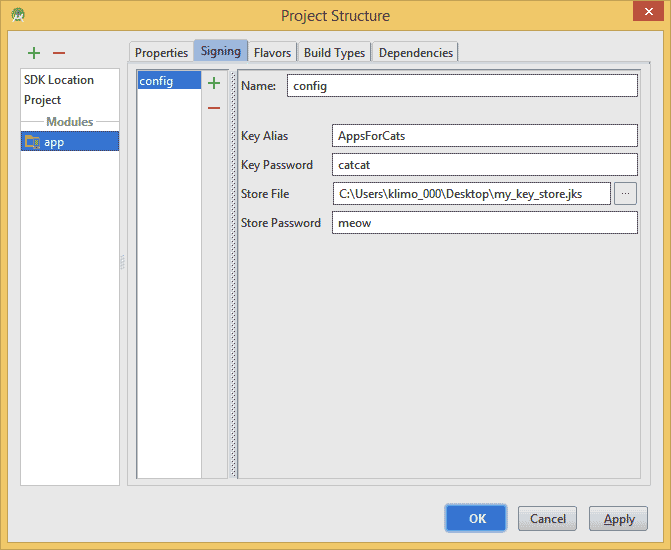 Project Structure
Properties Signing Flavors Build Types Dependencies
SDK Location
Project
Modules
app
config
Name: config
Key Alias AppsForCats
Key Password catcat
Store File C:\Users\klimo_000\Desktop\my_key_store.jks ...
Store Password meow
OK Cancel Apply